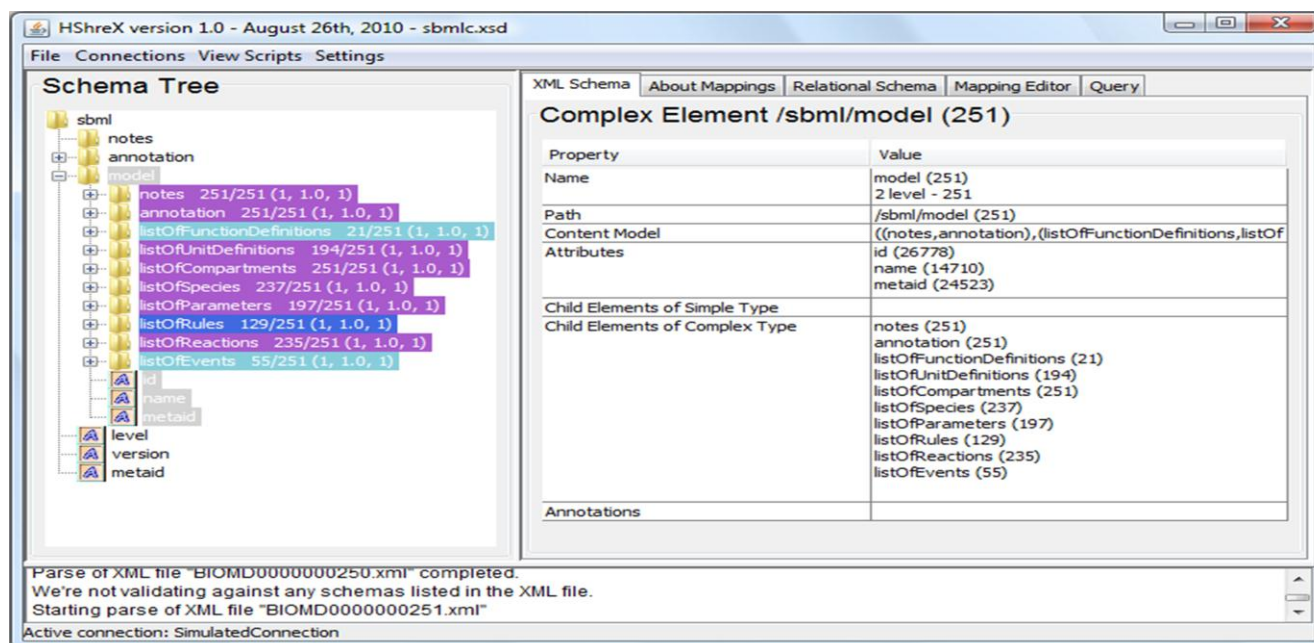 HShreX version 1.0 - August 26th, 2010 - sbmlc.xsd
File Connections View Scripts Settings
Schema Tree
sbml
notes
annotation
model
notes 251/251 (1, 1.0, 1)
annotation 251/251 (1, 1.0, 1)
listOfFunctionDefinitions 21/251 (1, 1.0, 1)
listOfUnitDefinitions 194/251 (1, 1.0, 1)
listOfCompartments 251/251 (1, 1.0, 1)
listOfSpecies 237/251 (1, 1.0, 1)
listOfParameters 197/251 (1, 1.0, 1)
listOfRules 129/251 (1, 1.0, 1)
listOfReactions 235/251 (1, 1.0, 1)
listOfEvents 55/251 (1, 1.0, 1)
id
name
metaid
level
version
metaid
XML Schema About Mappings Relational Schema Mapping Editor Query
Complex Element /sbml/model (251)
Property Value
Name model (251)
2 level - 251
Path /sbml/model (251)
Content Model ((notes,annotation),(listOfFunctionDefinitions,listOf
Attributes id (26778)
name (14710)
metaid (24523)
Child Elements of Simple Type
Child Elements of Complex Type notes (251)
annotation (251)
listOfFunctionDefinitions (21)
listOfUnitDefinitions (194)
listOfCompartments (251)
listOfSpecies (237)
listOfParameters (197)
listOfRules (129)
listOfReactions (235)
listOfEvents (55)
Annotations
Parse of XML file "BIOMD0000000250.xml" completed.
We're not validating against any schemas listed in the XML file.
Starting parse of XML file "BIOMD0000000251.xml"
Active connection: SimulatedConnection